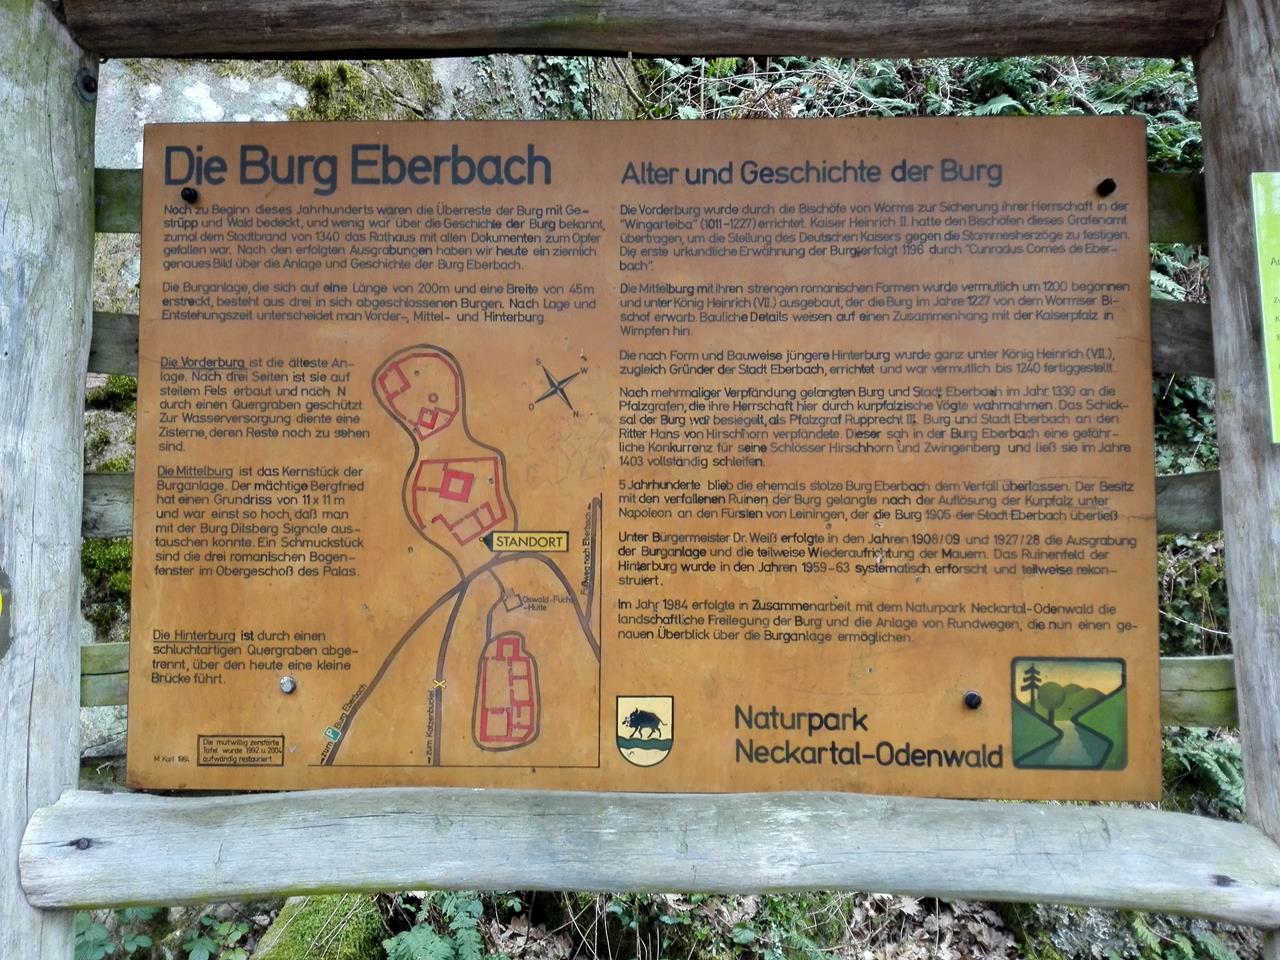 Die Burg Eberbach
Noch zu Beginn dieses Jahrhunderts waren die Überreste der Burg mit Ge-
strüpp und Wald bedeckt, und wenig war über die Geschichte der Burg bekannt,
zumal dem Stadtbrand von 1340 das Rathaus mit allen Dokumenten zum Opfer
gefallen war. Nach den erfolgten Ausgrabungen haben wir heute ein ziemlich
genaues Bild über die Anlage und Geschichte der Burg Eberbach.
Die Burganlage, die sich auf eine Länge von 200m und eine Breite von 45m
erstreckt, besteht aus drei in sich abgeschlossenen Burgen. Nach Lage und
Entstehungszeit unterscheidet man Vorder-, Mittel- und Hinterburg.
Die Vorderburg ist die älteste An-
lage. Nach drei Seiten ist sie auf
steilem Fels erbaut und nach N
durch einen Quergraben geschützt.
Zur Wasserversorgung diente eine
Zisterne, deren Reste noch zu sehen
sind.
Die Mittelburg ist das Kernstück der
Burganlage. Der mächtige Bergfried
hat einen Grundriss von 11 x 11 m
und war einst so hoch, daß man
mit der Burg Dilsberg Signale aus-
tauschen konnte. Ein Schmuckstück
sind die drei romanischen Bogen-
fenster im Obergeschoß des Palas.
Die Hinterburg ist durch einen
schluchtartigen Quergraben abge-
trennt, über den heute eine kleine
Brücke führt.
M. Karl 1984
Die mutwillig zerstörte
Tafel wurde 1992 u. 2004
aufwändig restauriert.
S
W
O
N
STANDORT
Fußweg nach Eberbach
Oswald-Fuchs-
-Hütte
zum P Burg Eberbach
zum Katzenbuckel
Alter und Geschichte der Burg
Die Vorderburg wurde durch die Bischöfe von Worms zur Sicherung ihrer Herrschaft in der
"Wingarteiba" (1011-1227) errichtet. Kaiser Heinrich II. hatte den Bischöfen dieses Grafenamt
übertragen, um die Stellung des Deutschen Kaisers gegen die Stammesherzöge zu festigen.
Die erste urkundliche Erwähnung der Burg erfolgt 1196 durch "Cunradus Comes de Eber-
bach".
Die Mittelburg mit ihren strengen romanischen Formen wurde vermutlich um 1200 begonnen
und unter König Heinrich (VII.) ausgebaut, der die Burg im Jahre 1227 von dem Wormser Bi-
schof erwarb. Bauliche Details weisen auf einen Zusammenhang mit der Kaiserpfalz in
Wimpfen hin.
Die nach Form und Bauweise jüngere Hinterburg wurde ganz unter König Heinrich (VII.),
zugleich Gründer der Stadt Eberbach, errichtet und war vermutlich bis 1240 fertiggestellt.
Nach mehrmaliger Verpfändung gelangten Burg und Stadt Eberbach im Jahr 1330 an die
Pfalzgrafen, die ihre Herrschaft hier durch kurpfälzische Vögte wahrnahmen. Das Schick-
sal der Burg war besiegelt, als Pfalzgraf Rupprecht III. Burg und Stadt Eberbach an den
Ritter Hans von Hirschhorn verpfändete. Dieser sah in der Burg Eberbach eine gefähr-
liche Konkurrenz für seine Schlösser Hirschhorn und Zwingenberg und ließ sie im Jahre
1403 vollständig schleifen.
5 Jahrhunderte blieb die ehemals stolze Burg Eberbach dem Verfall überlassen. Der Besitz
mit den verfallenen Ruinen der Burg gelangte nach der Auflösung der Kurpfalz unter
Napoleon an den Fürsten von Leiningen, der die Burg 1905 der Stadt Eberbach überließ
Unter Bürgermeister Dr. Weiß erfolgte in den Jahren 1908/09 und 1927/28 die Ausgrabung
der Burganlage und die teilweise Wiederaufrichtung der Mauern. Das Ruinenfeld der
Hinterburg wurde in den Jahren 1959-63 systematisch erforscht und teilweise rekon-
struiert.
Im Jahr 1984 erfolgte in Zusammenarbeit mit dem Naturpark Neckartal-Odenwald die
landschaftliche Freilegung der Burg und die Anlage von Rundwegen, die nun einen ge-
nauen Überblick über die Burganlage ermöglichen.
Naturpark
Neckartal-Odenwald